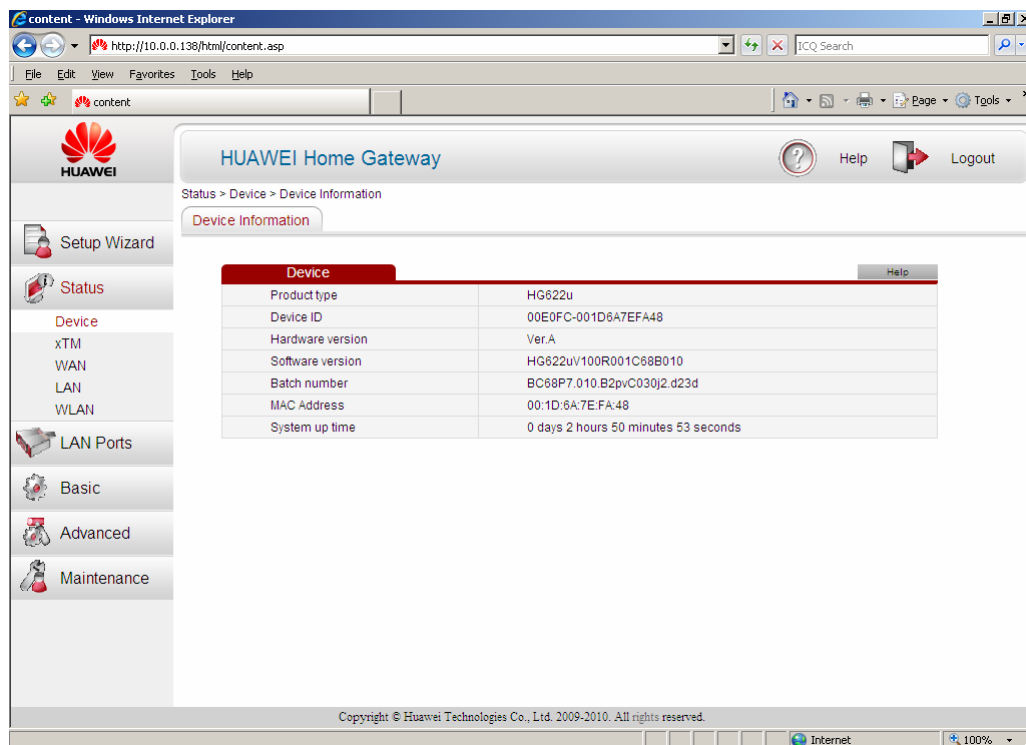 content - Windows Internet Explorer
http://10.0.0.138/html/content.asp
ICQ Search
File Edit View Favorites Tools Help
content
Page Tools
HUAWEI
HUAWEI Home Gateway
Help
Logout
Status > Device > Device Information
Device Information
Setup Wizard
Status
Device
xTM
WAN
LAN
WLAN
LAN Ports
Basic
Advanced
Maintenance
Device Help
Product type HG622u
Device ID 00E0FC-001D6A7EFA48
Hardware version Ver.A
Software version HG622uV100R001C68B010
Batch number BC68P7.010.B2pvC030j2.d23d
MAC Address 00:1D:6A:7E:FA:48
System up time 0 days 2 hours 50 minutes 53 seconds
Copyright © Huawei Technologies Co., Ltd. 2009-2010. All rights reserved.
Internet 100%